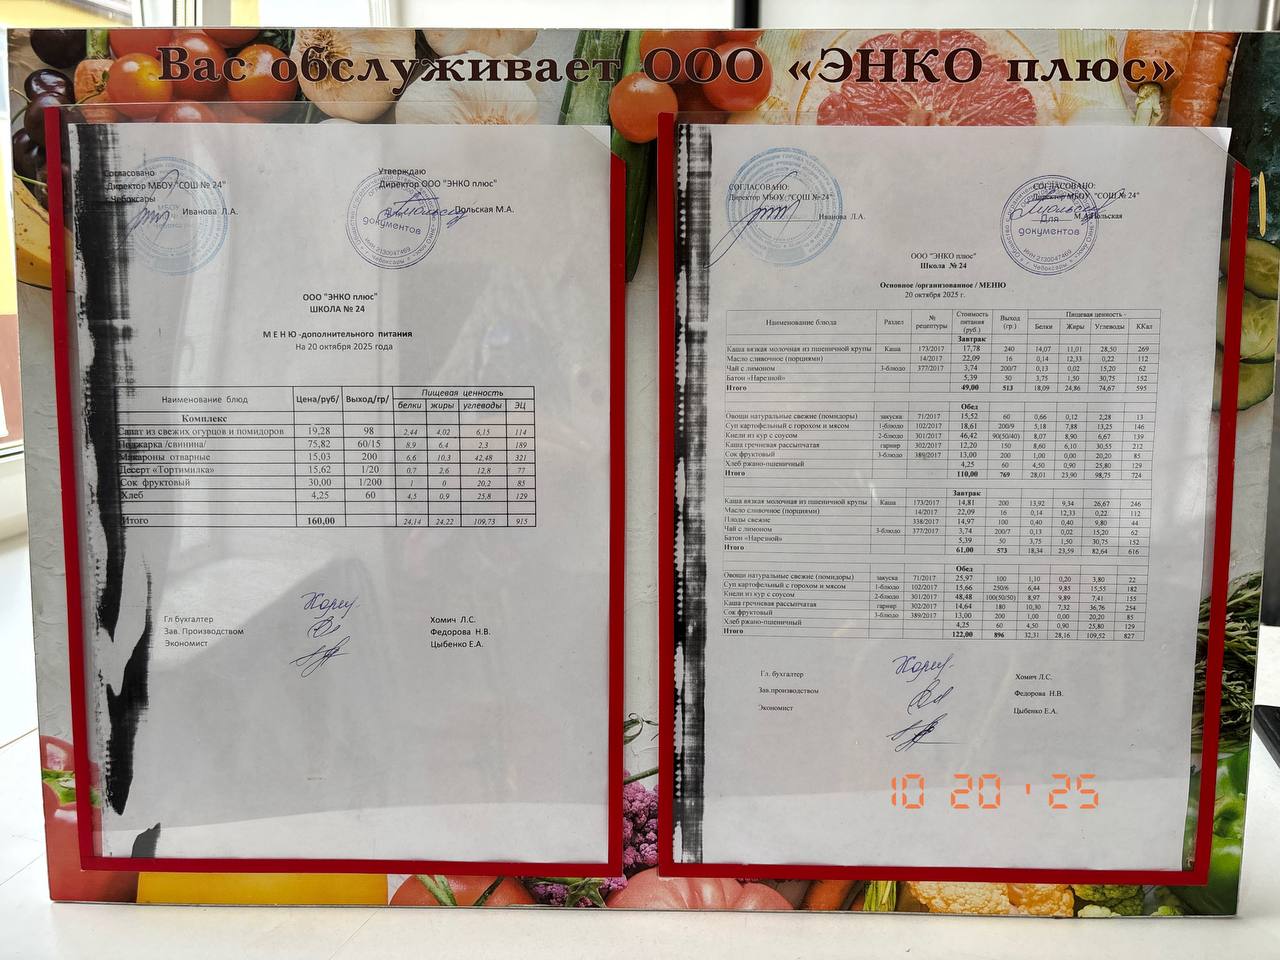 Вас обслуживает ООО «ЭНКО плюс»
Согласовано
Директор МБОУ "СОШ № 24"
г.Чебоксары
Иванова Л.А.
Утверждаю
Директор ООО "ЭНКО плюс"
Польская М.А.
Для
документов
ИНН 2130047469
ООО "ЭНКО плюс"
ШКОЛА № 24
М Е Н Ю -дополнительного питания
На 20 октября 2025 года
Наименование блюд Цена/руб/ Выход/гр/ Пищевая ценность
белки жиры углеводы ЭЦ
Комплекс
Салат из свежих огурцов и помидоров 19,28 98 2,44 4,02 6,15 114
Поджарка /свинина/ 75,82 60/15 8,9 6,4 2,3 189
Макароны отварные 15,03 200 6,6 10,3 42,48 321
Десерт «Тортимилка» 15,62 1/20 0,7 2,6 12,8 77
Сок фруктовый 30,00 1/200 1 0 20,2 85
Хлеб 4,25 60 4,5 0,9 25,8 129
Итого 160,00 24,14 24,22 109,73 915
Гл бухгалтер Хомич Л.С.
Зав. Производством Федорова Н.В.
Экономист Цыбенко Е.А.
СОГЛАСОВАНО:
Директор МБОУ "СОШ № 24"
Иванова Л.А.
СОГЛАСОВАНО:
Директор МБОУ "СОШ № 24"
М.А.Польская
Для
документов
ИНН 2130047469
ООО "ЭНКО плюс"
Школа № 24
Основное /организованное / МЕНЮ
20 октября 2025 г.
Наименование блюда Раздел № рецептуры Стоимость питания (руб.) Выход (гр.) Пищевая ценность -
Белки Жиры Углеводы ККал
Завтрак
Каша вязкая молочная из пшеничной крупы Каша 173/2017 17,78 240 14,07 11,01 28,50 269
Масло сливочное (порциями) 14/2017 22,09 16 0,14 12,33 0,22 112
Чай с лимоном 3-блюдо 377/2017 3,74 200/7 0,13 0,02 15,20 62
Батон «Нарезной» 5,39 50 3,75 1,50 30,75 152
Итого 49,00 513 18,09 24,86 74,67 595
Обед
Овощи натуральные свежие (помидоры) закуска 71/2017 15,52 60 0,66 0,12 2,28 13
Суп картофельный с горохом и мясом 1-блюдо 102/2017 18,61 200/9 5,18 7,88 13,25 146
Кнели из кур с соусом 2-блюдо 301/2017 46,42 90(50/40) 8,07 8,90 6,67 139
Каша гречневая рассыпчатая гарнир 302/2017 12,20 150 8,60 6,10 30,55 212
Сок фруктовый 3-блюдо 389/2017 13,00 200 1,00 0,00 20,20 85
Хлеб ржано-пшеничный 4,25 60 4,50 0,90 25,80 129
Итого 110,00 769 28,01 23,90 98,75 724
Завтрак
Каша вязкая молочная из пшеничной крупы Каша 173/2017 14,81 200 13,92 9,34 26,67 246
Масло сливочное (порциями) 14/2017 22,09 16 0,14 12,33 0,22 112
Плоды свежие 338/2017 14,97 100 0,40 0,40 9,80 44
Чай с лимоном 3-блюдо 377/2017 3,74 200/7 0,13 0,02 15,20 62
Батон «Нарезной» 5,39 50 3,75 1,50 30,75 152
Итого 61,00 573 18,34 23,59 82,64 616
Обед
Овощи натуральные свежие (помидоры) закуска 71/2017 25,97 100 1,10 0,20 3,80 22
Суп картофельный с горохом и мясом 1-блюдо 102/2017 15,66 250/6 6,44 9,85 15,55 182
Кнели из кур с соусом 2-блюдо 301/2017 48,48 100(50/50) 8,97 9,89 7,41 155
Каша гречневая рассыпчатая гарнир 302/2017 14,64 180 10,30 7,32 36,76 254
Сок фруктовый 3-блюдо 389/2017 13,00 200 1,00 0,00 20,20 85
Хлеб ржано-пшеничный 4,25 60 4,50 0,90 25,80 129
Итого 122,00 896 32,31 28,16 109,52 827
Гл. бухгалтер Хомич Л.С.
Зав.производством Федорова Н.В.
Экономист Цыбенко Е.А.
10 20 ' 25